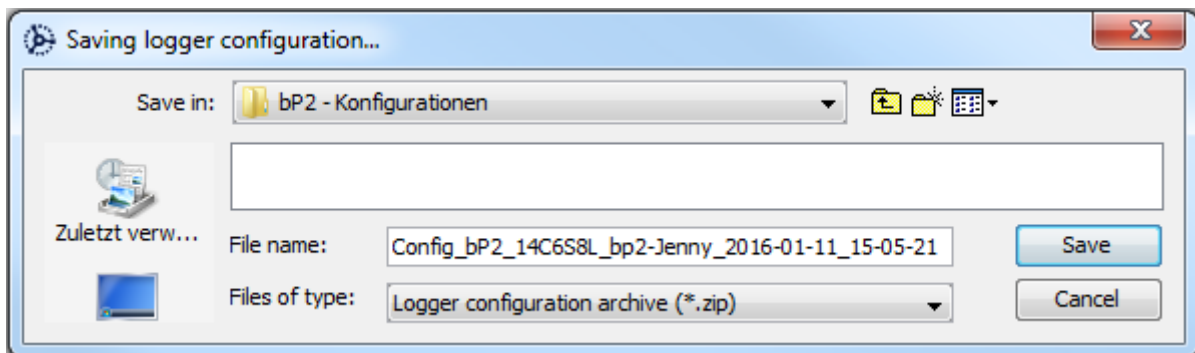 Saving logger configuration...
Save in:
bP2 - Konfigurationen
Zuletzt verw...
File name:
Config_bP2_14C6S8L_bp2-Jenny_2016-01-11_15-05-21
Save
Files of type:
Logger configuration archive (*.zip)
Cancel